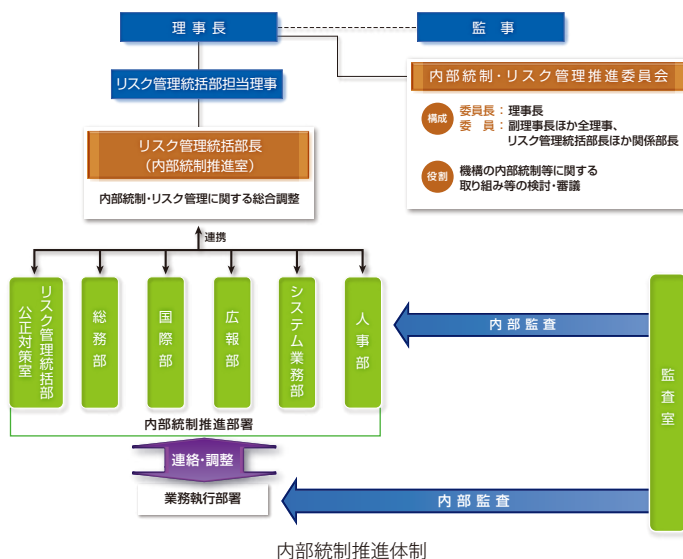 理事長
監事
リスク管理統括部担当理事
内部統制・リスク管理推進委員会
構成
委員長：理事長
委　員：副理事長ほか全理事、
リスク管理統括部長ほか関係部長
役割
機構の内部統制等に関する
取り組み等の検討・審議
リスク管理統括部長
（内部統制推進室）
内部統制・リスク管理に関する総合調整
連携
リスク管理統括部
公正対策室
総務部
国際部
広報部
システム業務部
人事部
内部監査
監査室
内部統制推進部署
連絡・調整
業務執行部署
内部監査
内部統制推進体制